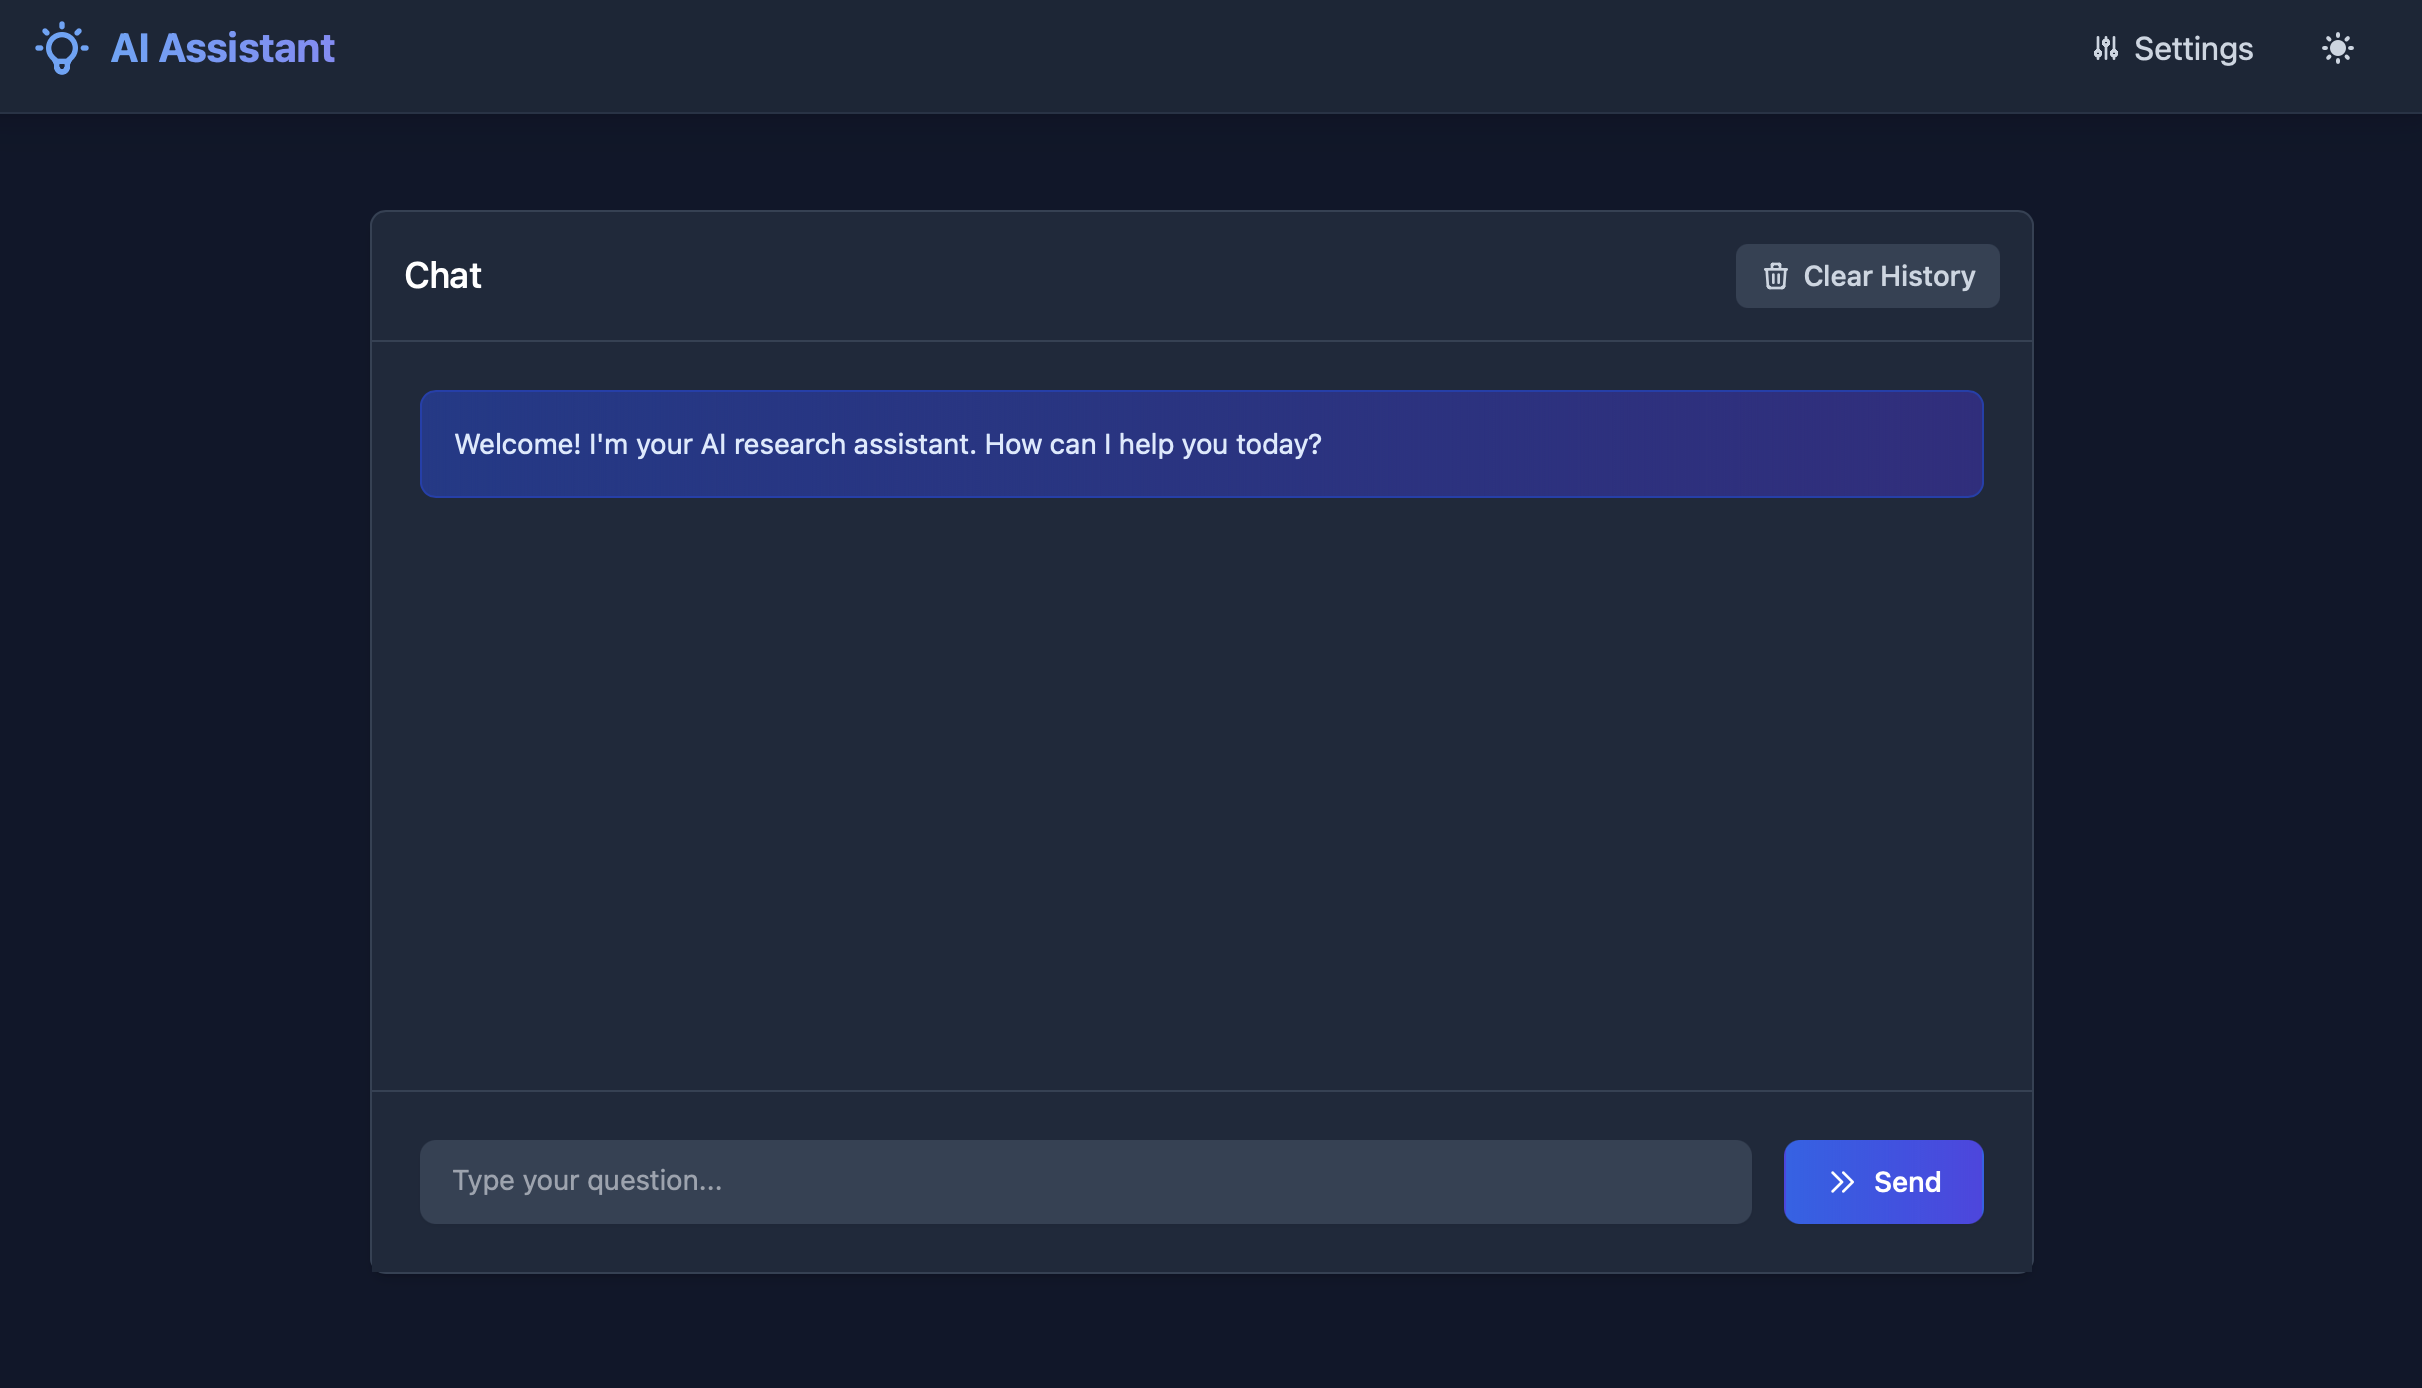 AI Assistant
Settings
Chat
Clear History
Welcome! I'm your AI research assistant. How can I help you today?
Type your question...
Send